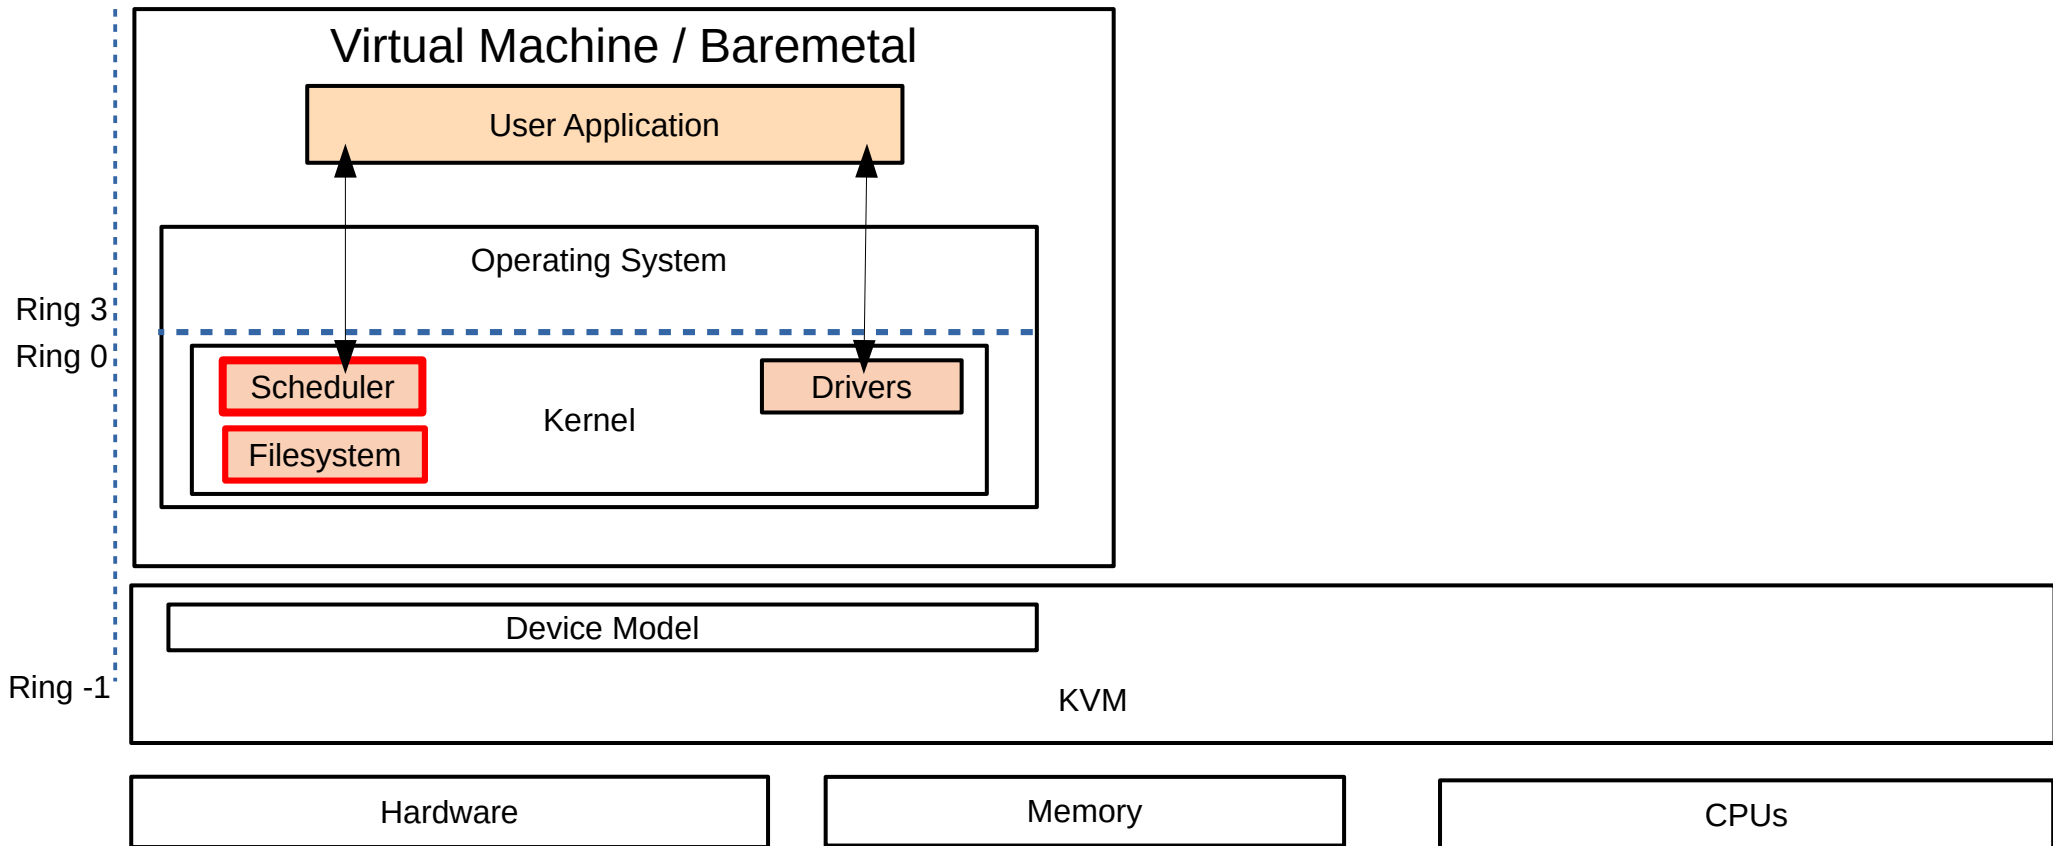 Virtual Machine / Baremetal
User Application
Operating System
Ring 3
Ring 0
Scheduler
Drivers
Kernel
Filesystem
Device Model
Ring -1
KVM
Hardware
Memory
CPUs